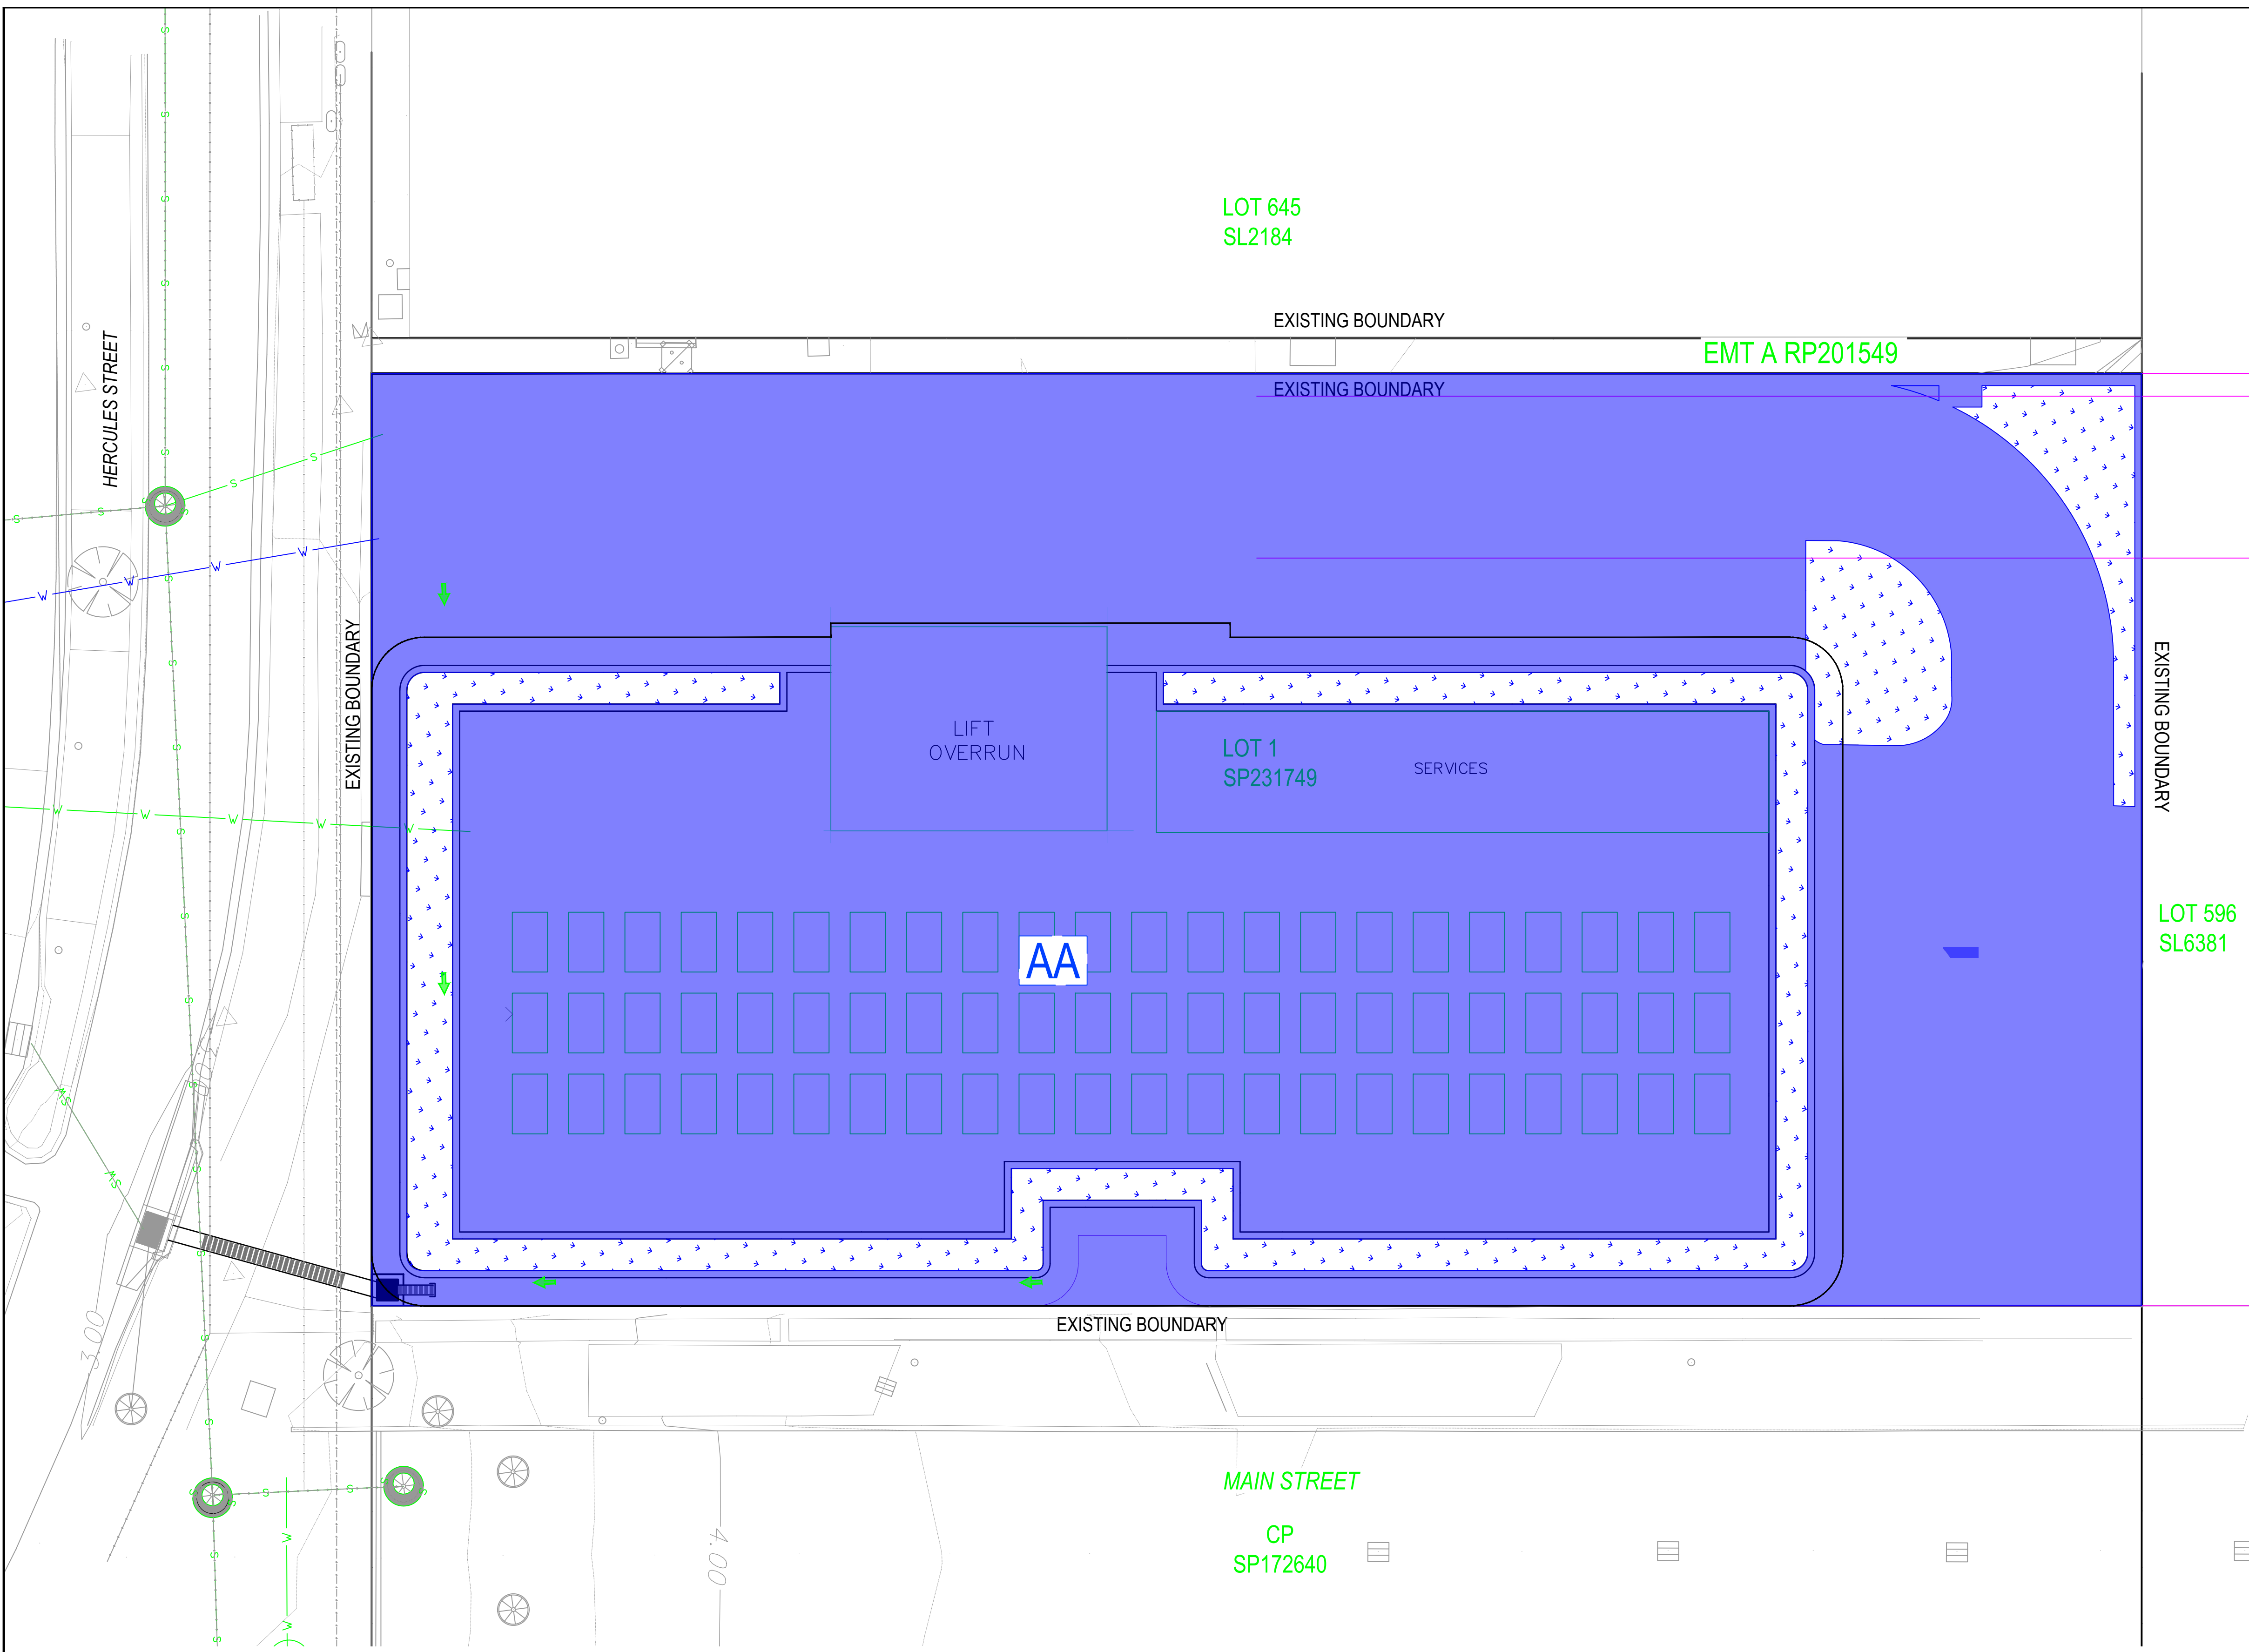 LOT 645
SL2184
EXISTING BOUNDARY
EMT A RP201549
EXISTING BOUNDARY
HERCULES STREET
EXISTING BOUNDARY
EXISTING BOUNDARY
LIFT
OVERRUN
LOT 1
SP231749
SERVICES
LOT 596
SL6381
AA
EXISTING BOUNDARY
3.00
MAIN STREET
CP
SP172640
4.00